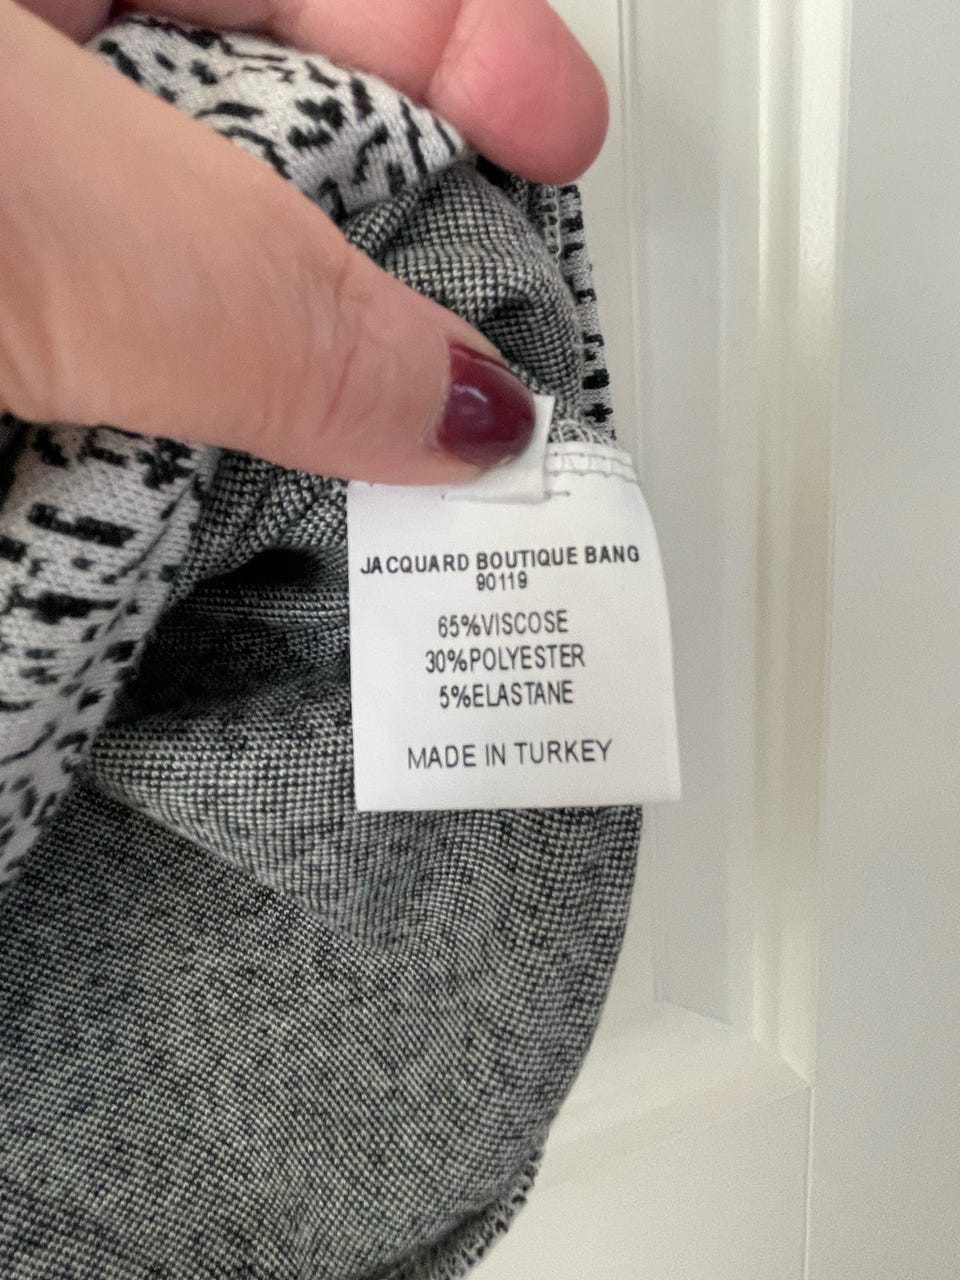 JACQUARD BOUTIQUE BANG
90119
65%VISCOSE
30%POLYESTER
5%ELASTANE
MADE IN TURKEY